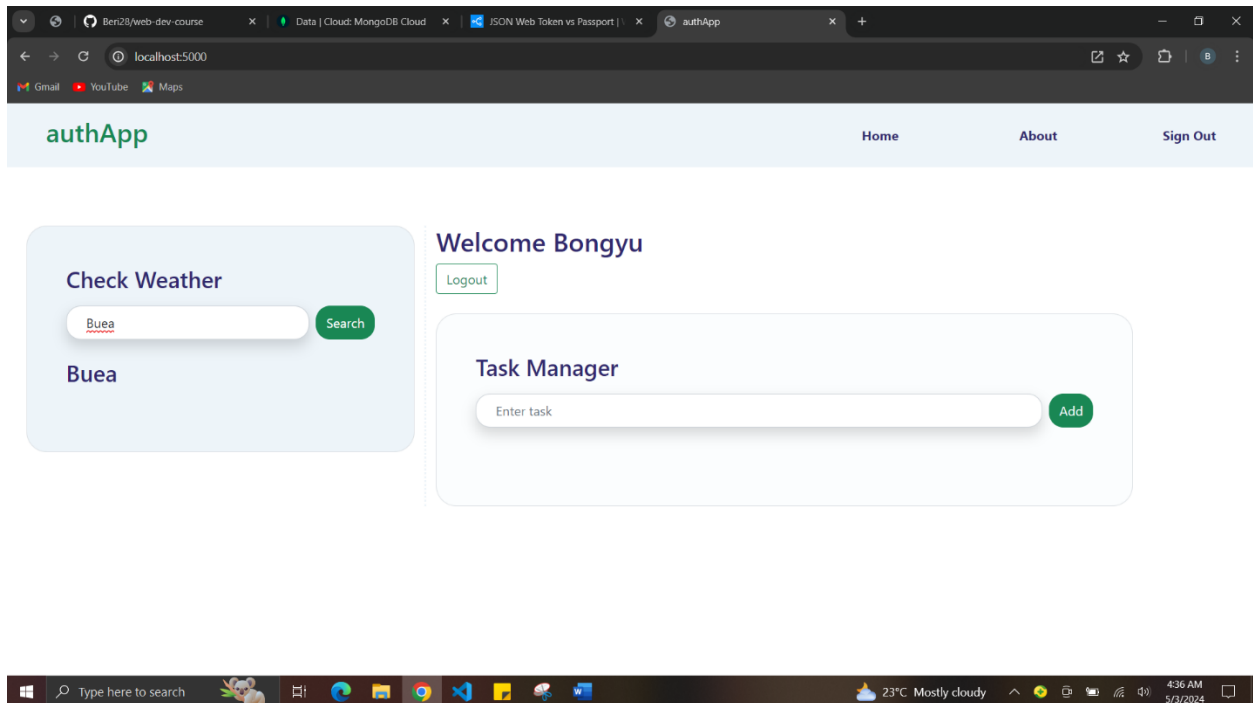 Beri28/web-dev-course
Data | Cloud: MongoDB Cloud
JSON Web Token vs Passport |
authApp
localhost:5000
B
Gmail
YouTube
Maps
authApp
Home
About
Sign Out
Check Weather
Buea
Search
Buea
Welcome Bongyu
Logout
Task Manager
Enter task
Add
Type here to search
23°C Mostly cloudy
4:36 AM
5/3/2024